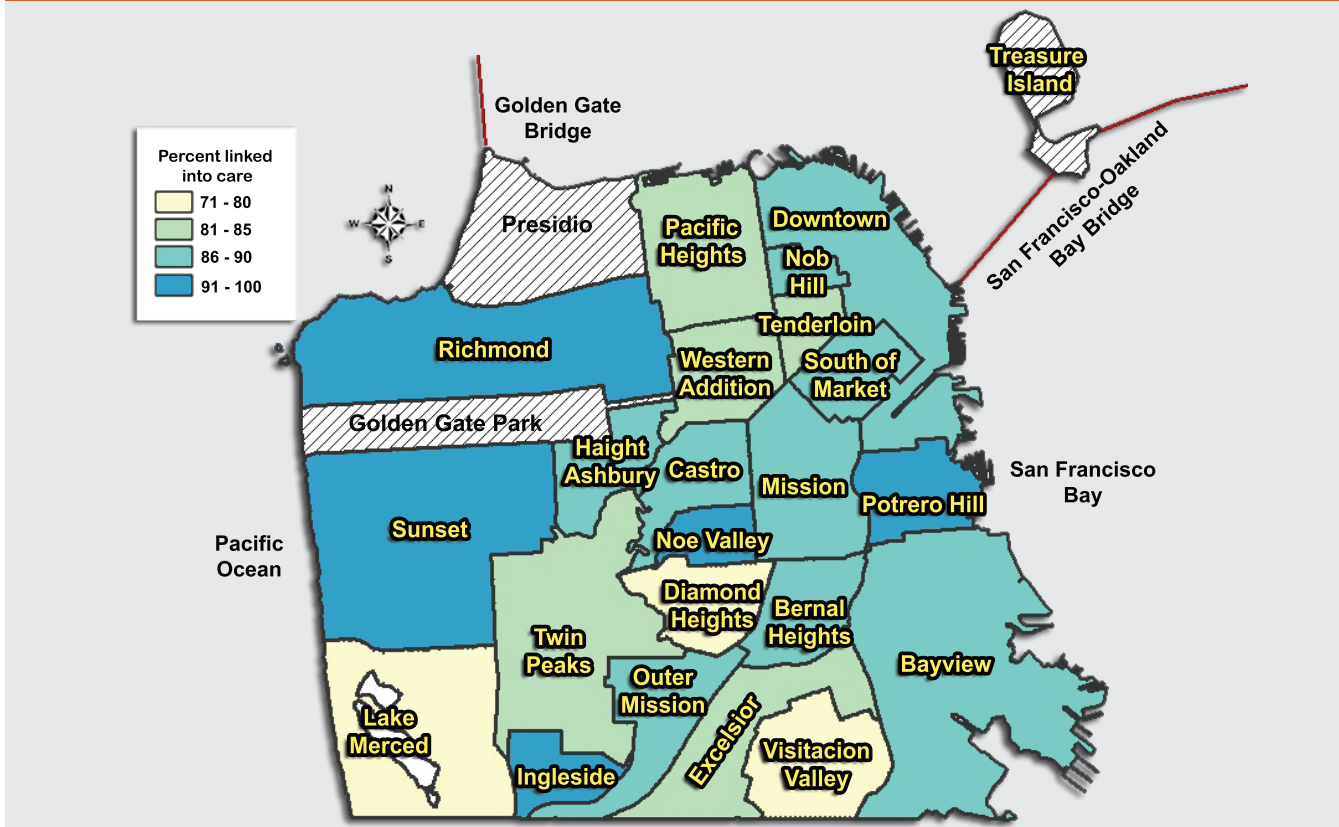 Treasure
Island
Golden Gate
Bridge
San Francisco-Oakland
Bay Bridge
Percent linked
into care
71 - 80
81 - 85
86 - 90
91 - 100
N
W
E
S
Presidio
Pacific
Heights
Downtown
Nob
Hill
Tenderloin
Richmond
Western
Addition
South of
Market
Golden Gate Park
Haight
Ashbury
Castro
Mission
Potrero Hill
San Francisco
Bay
Sunset
Noe Valley
Pacific
Ocean
Diamond
Heights
Bernal
Heights
Twin
Peaks
Outer
Mission
Bayview
Lake
Merced
Excelsior
Visitacion
Valley
Ingleside